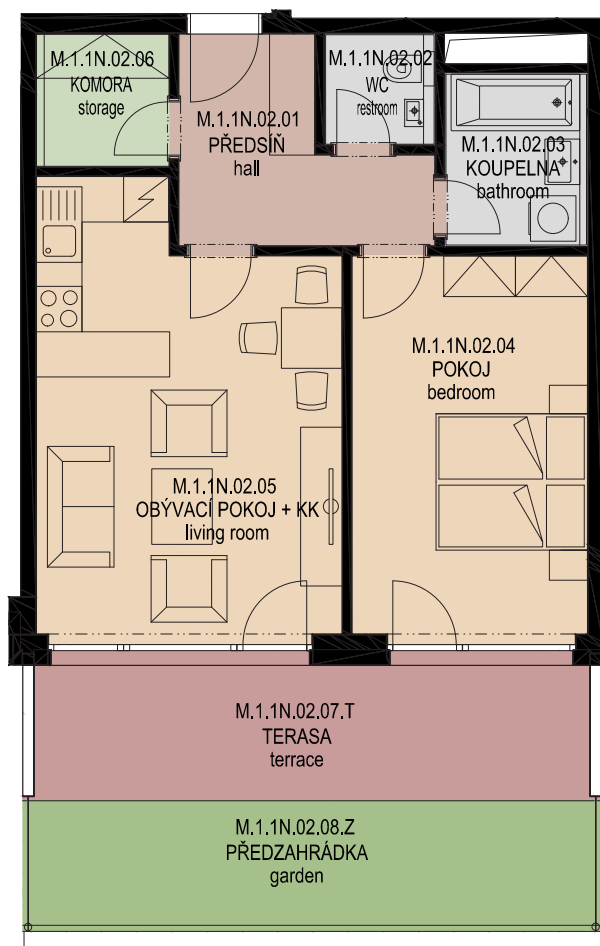 M.1.1N.02.06
KOMORA
storage
M.1.1N.02.01
PŘEDSÍŇ
hall
M.1.1N.02.02
WC
restroom
M.1.1N.02.03
KOUPELNA
bathroom
M.1.1N.02.04
POKOJ
bedroom
M.1.1N.02.05
OBÝVACÍ POKOJ + KK
living room
M.1.1N.02.07.T
TERASA
terrace
M.1.1N.02.08.Z
PŘEDZAHRÁDKA
garden